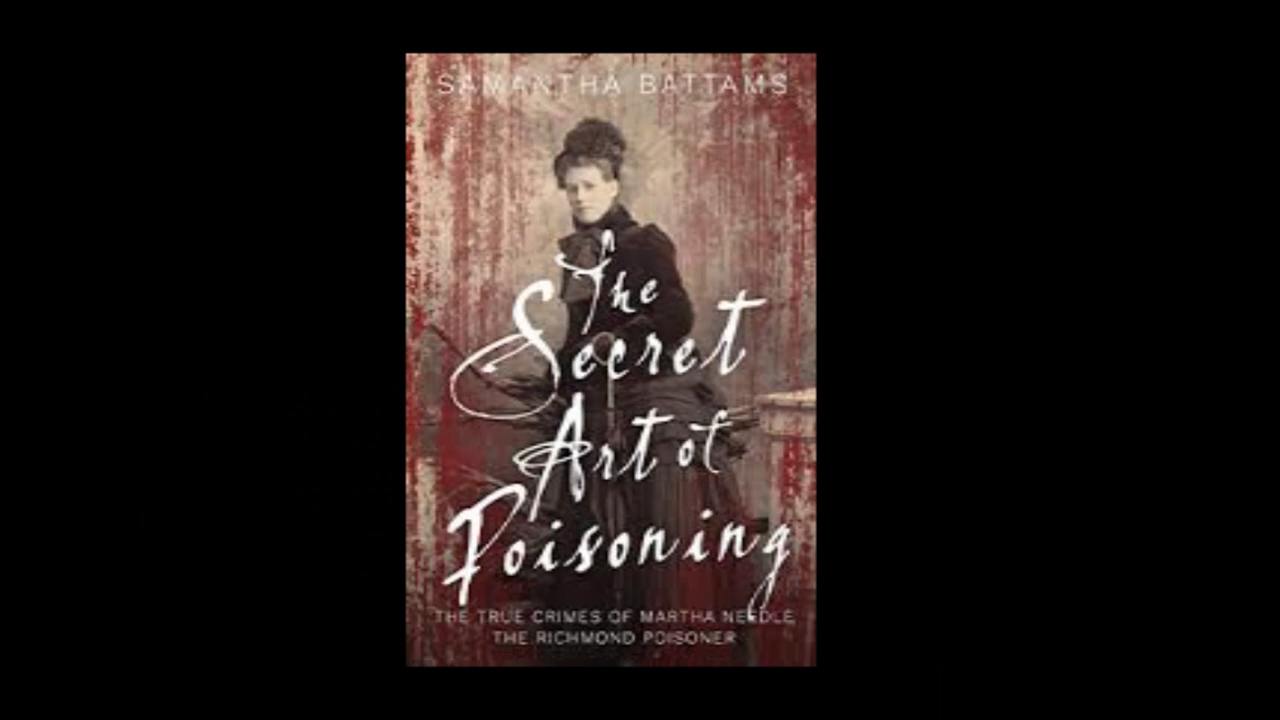 SAMANTHA BATTAMS
The
Secret
Art of
Poisoning
THE TRUE CRIMES OF MARTHA NEEDLE
THE RICHMOND POISONER